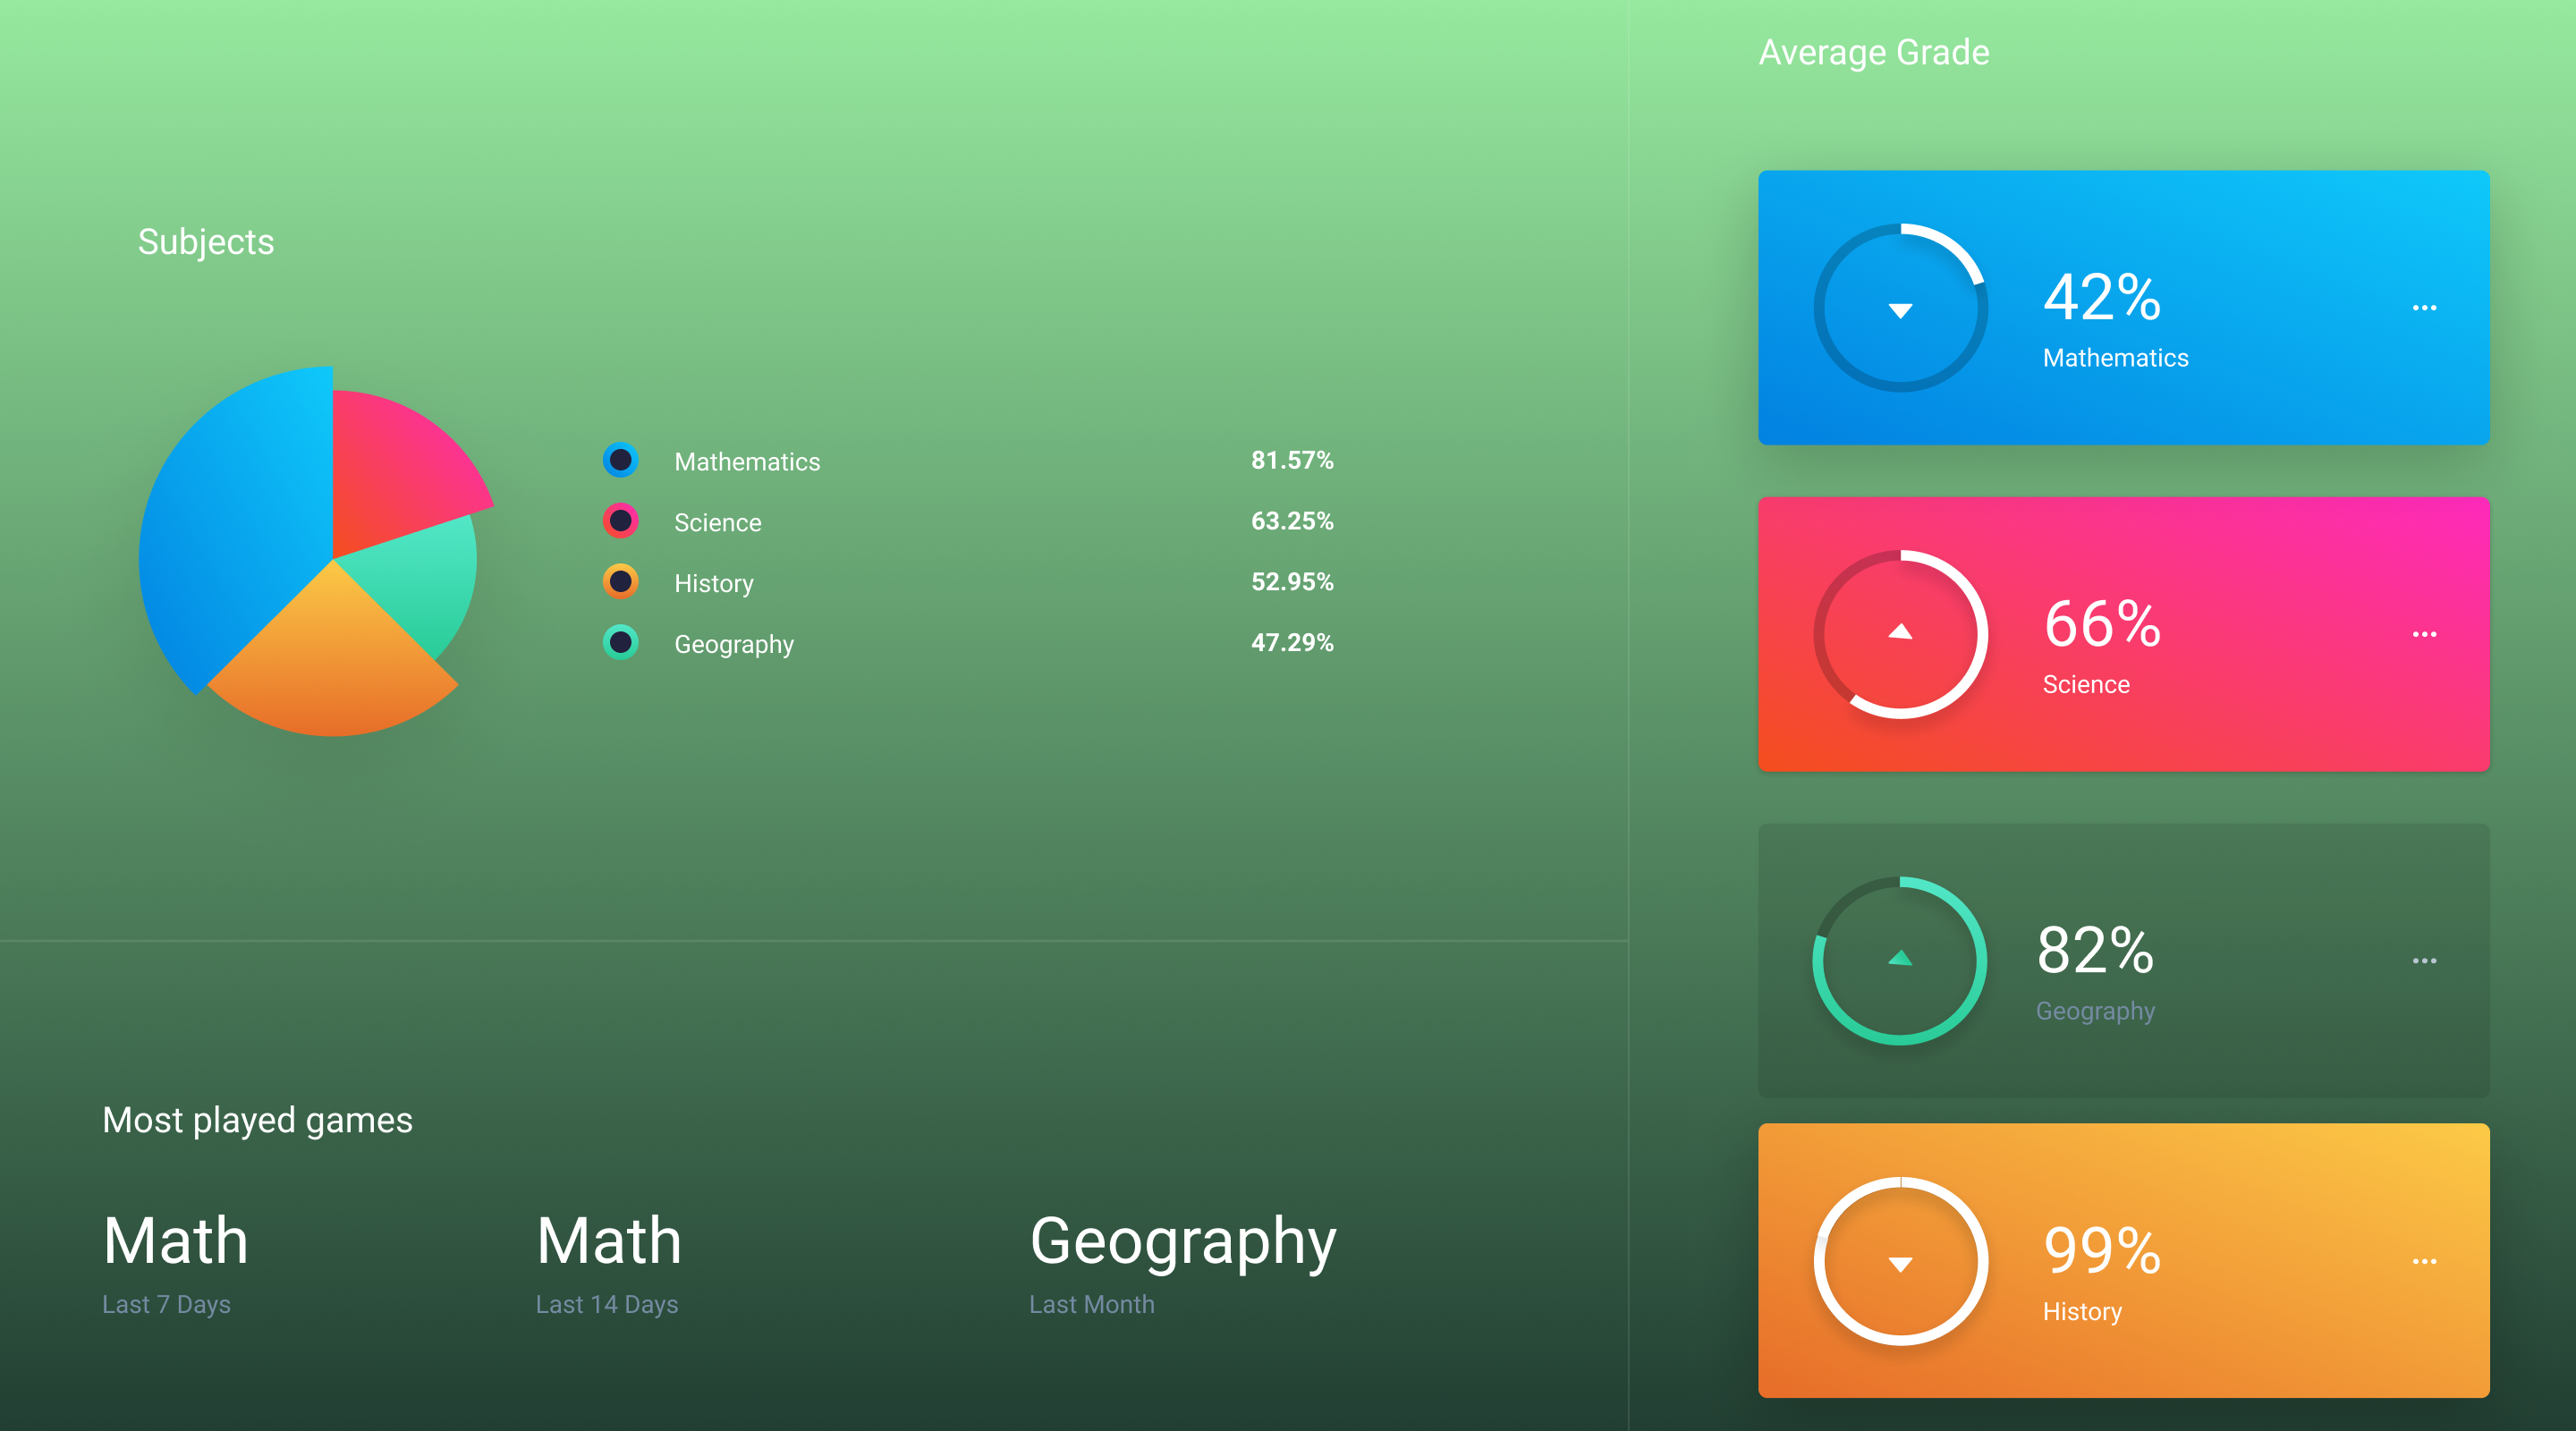 Subjects
Mathematics 81.57%
Science 63.25%
History 52.95%
Geography 47.29%
Most played games
Math
Last 7 Days
Math
Last 14 Days
Geography
Last Month
Average Grade
42%
Mathematics
66%
Science
82%
Geography
99%
History